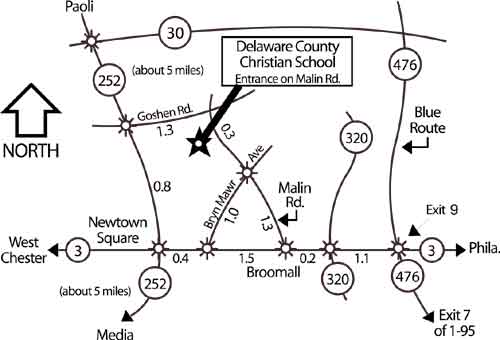 Paoli
30
Delaware County
Christian School
Entrance on Malin Rd.
476
252
(about 5 miles)
Goshen Rd.
1.3
0.3
320
Blue
Route
NORTH
Ave
Bryn Mawr
1.0
0.8
Malin
Rd.
1.3
Exit 9
Newtown
Square
West
Chester
3
0.4
1.5
Broomall
0.2
1.1
3
Phila.
(about 5 miles)
252
320
476
Media
Exit 7
of 1-95